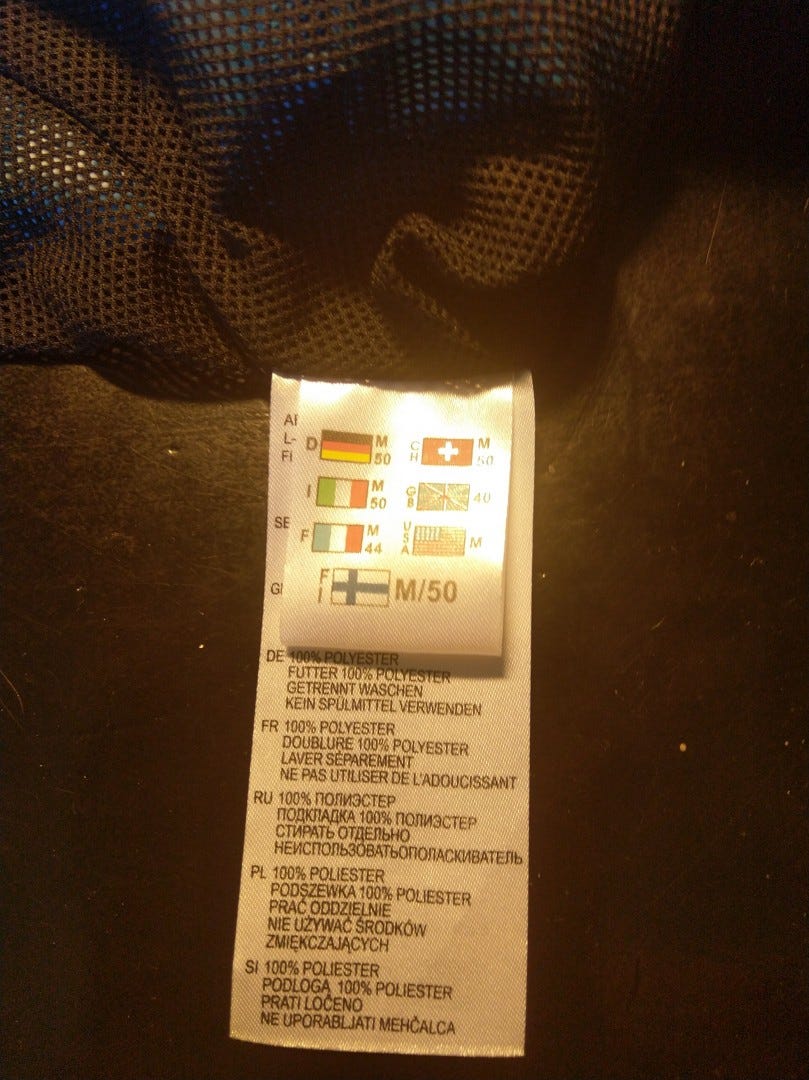 D M 50
CH M 50
I M 50
GB 40
F M 44
USA M
FI M/50
L-
FI
SE
DE 100% POLYESTER
FUTTER 100% POLYESTER
GETRENNT WASCHEN
KEIN SPÜLMITTEL VERWENDEN
FR 100% POLYESTER
DOUBLURE 100% POLYESTER
LAVER SÉPAREMENT
NE PAS UTILISER DE L'ADOUCISSANT
RU 100% ПОЛИЭСТЕР
ПОДКЛАДКА 100% ПОЛИЭСТЕР
СТИРАТЬ ОТДЕЛЬНО
НЕИСПОЛЬЗОВАТЬОПОЛАСКИВАТЕЛЬ
PL 100% POLIESTER
PODSZEWKA 100% POLIESTER
PRAĆ ODDZIELNIE
NIE UŻYWAĆ ŚRODKÓW
ZMIĘKCZAJĄCYCH
SI 100% POLIESTER
PODLOGA 100% POLIESTER
PRATI LOČENO
NE UPORABLJATI MEHČALCA